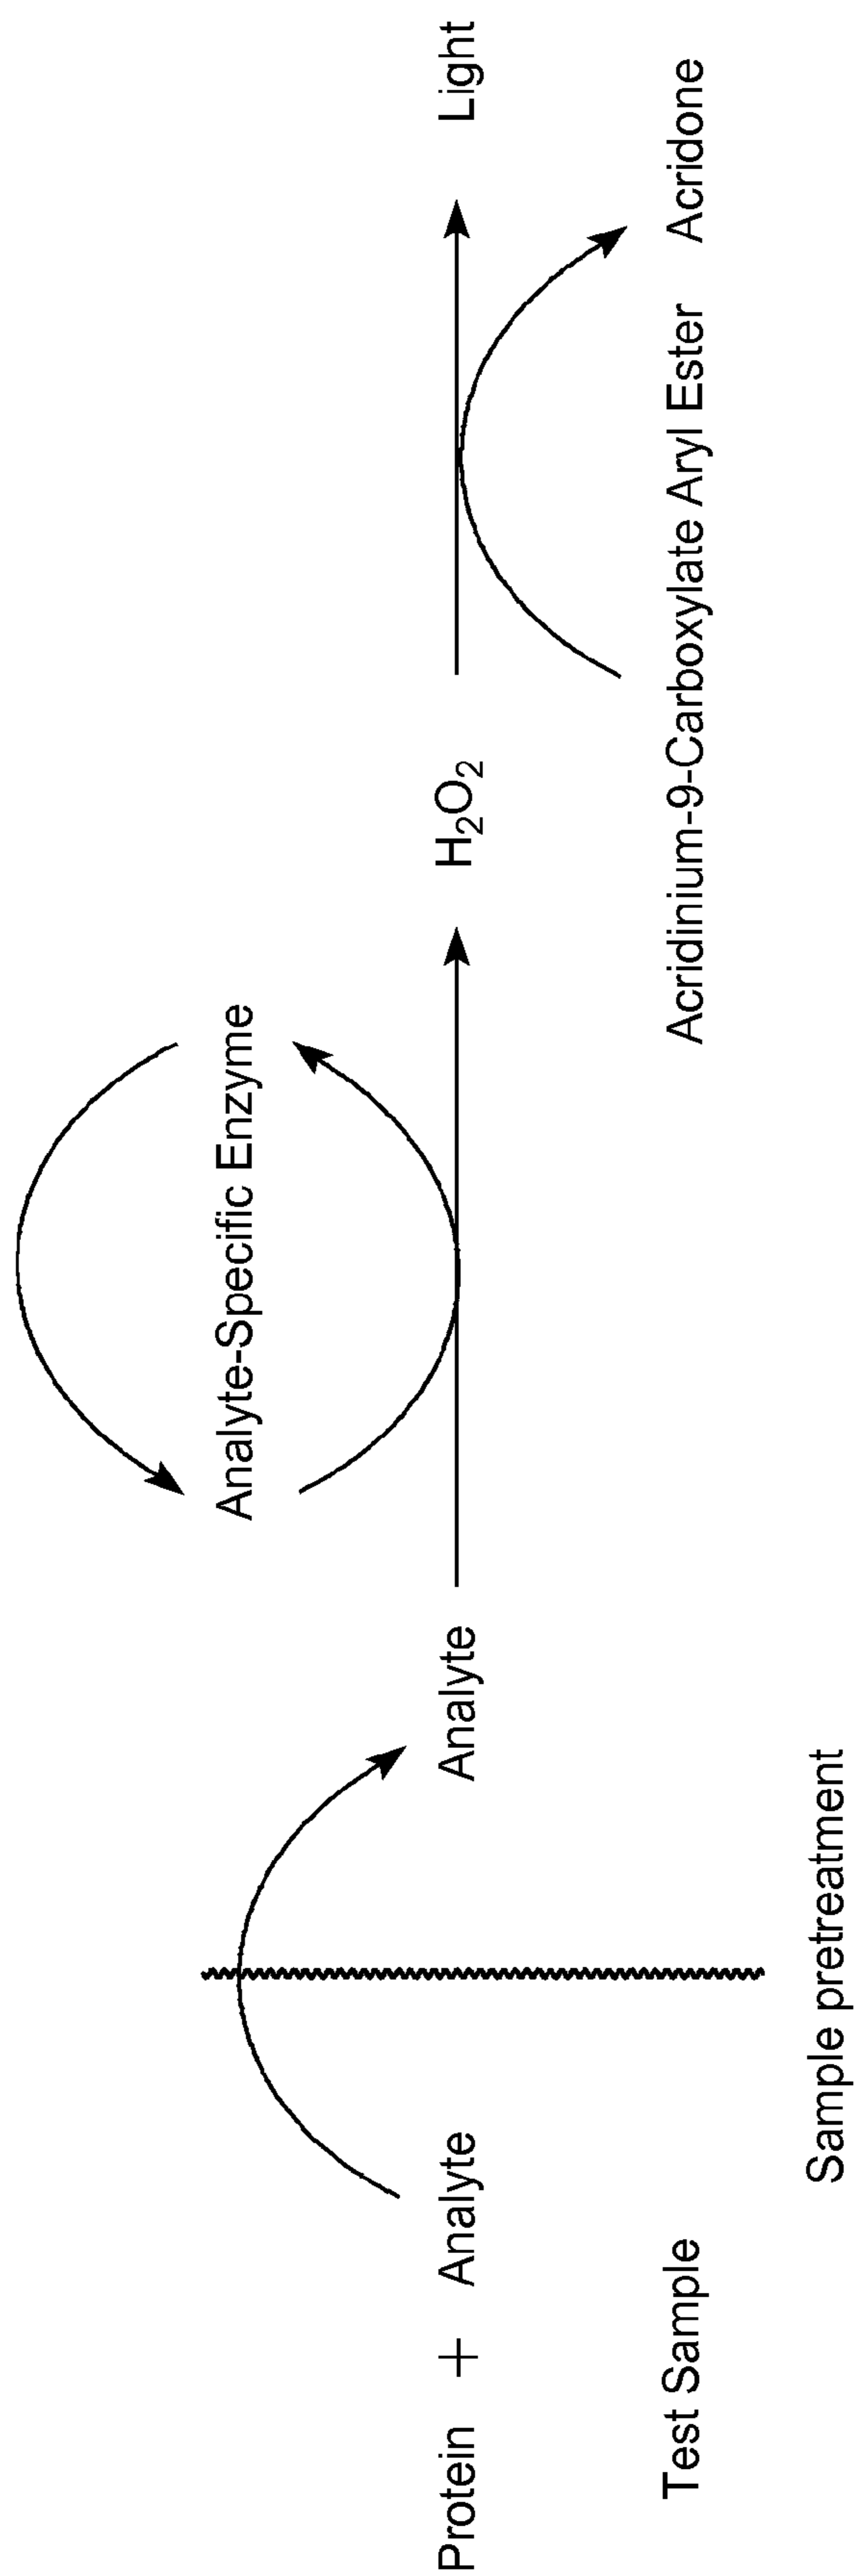 Analyte-Specific Enzyme
Protein + Analyte
Analyte
H₂O₂
Light
Test Sample
Acridinium-9-Carboxylate Aryl Ester
Acridone
Sample pretreatment